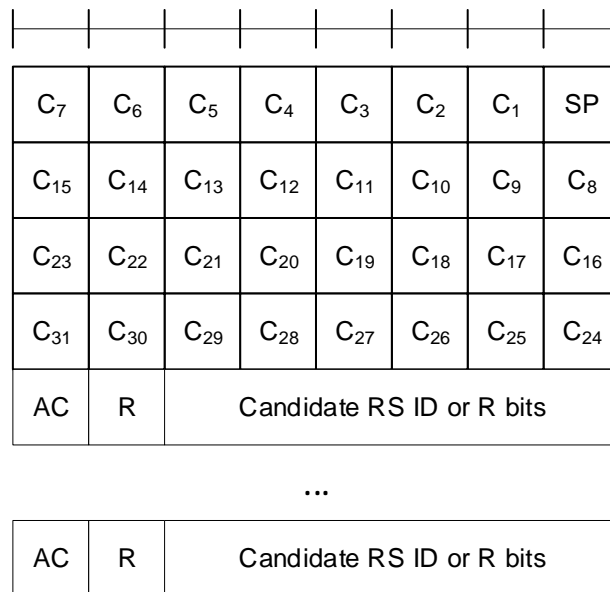 C₇ C₆ C₅ C₄ C₃ C₂ C₁ SP
C₁₅ C₁₄ C₁₃ C₁₂ C₁₁ C₁₀ C₉ C₈
C₂₃ C₂₂ C₂₁ C₂₀ C₁₉ C₁₈ C₁₇ C₁₆
C₃₁ C₃₀ C₂₉ C₂₈ C₂₇ C₂₆ C₂₅ C₂₄
AC R Candidate RS ID or R bits
...
AC R Candidate RS ID or R bits